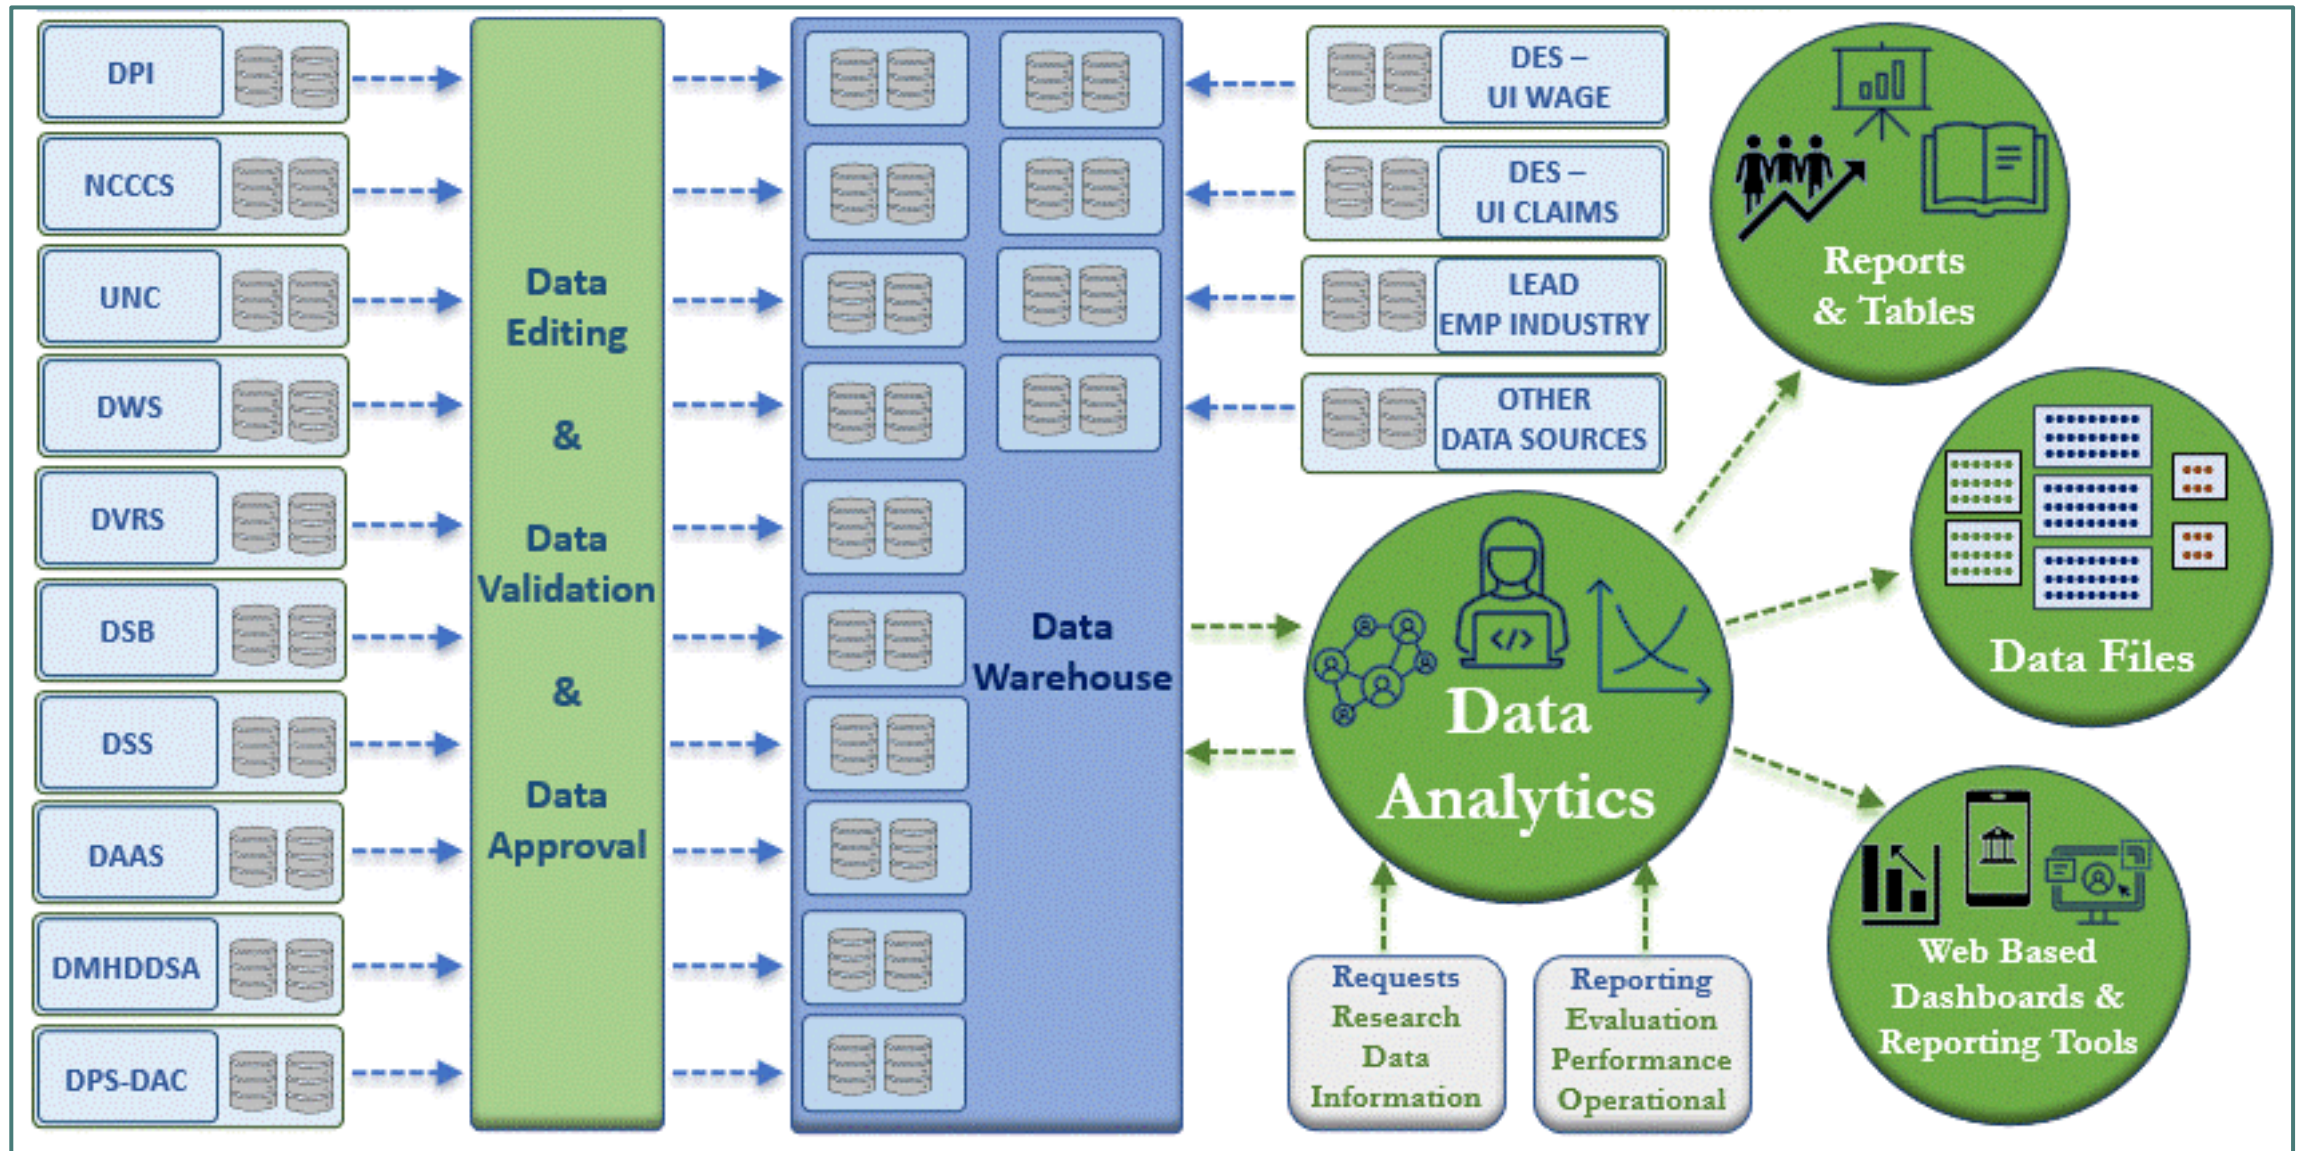 DPI
NCCCS
UNC
DWS
DVRS
DSB
DSS
DAAS
DMHDDSA
DPS-DAC
Data
Editing
&
Data
Validation
&
Data
Approval
Data
Warehouse
DES –
UI WAGE
DES –
UI CLAIMS
LEAD
EMP INDUSTRY
OTHER
DATA SOURCES
</>
Data
Analytics
Requests
Research
Data
Information
Reporting
Evaluation
Performance
Operational
Reports
& Tables
Data Files
Web Based
Dashboards &
Reporting Tools